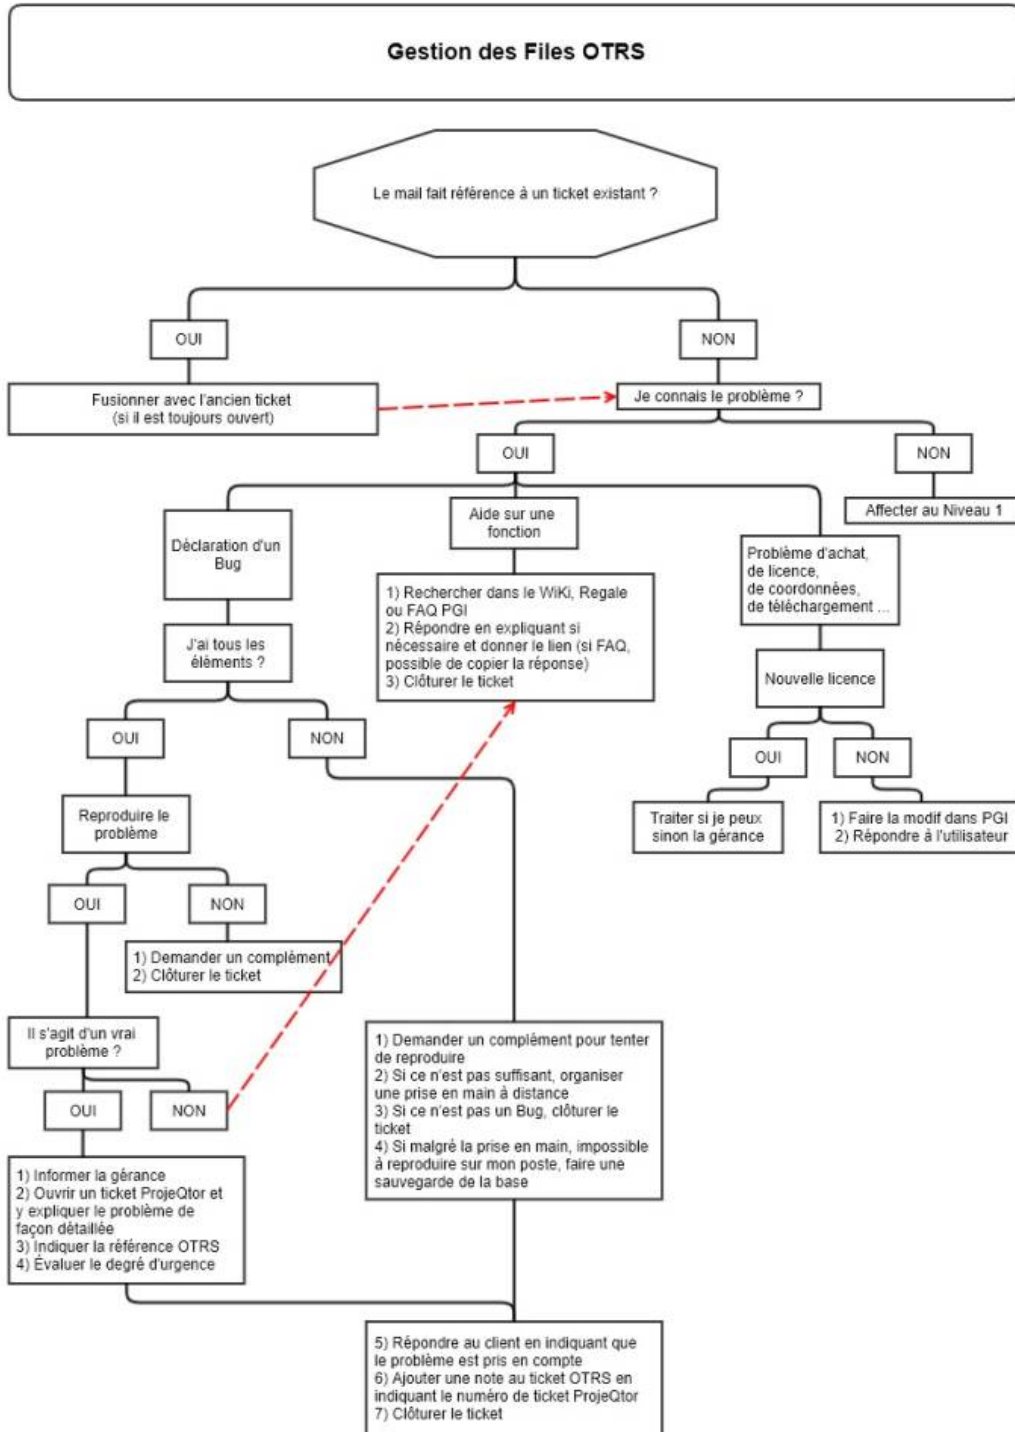 Gestion des Files OTRS
Le mail fait référence à un ticket existant ?
OUI
NON
Fusionner avec l'ancien ticket
(si il est toujours ouvert)
Je connais le problème ?
OUI
NON
Affecter au Niveau 1
Déclaration d'un
Bug
Aide sur une
fonction
Problème d'achat,
de licence,
de coordonnées,
de téléchargement ...
J'ai tous les
éléments ?
1) Rechercher dans le WiKi, Regale
ou FAQ PGI
2) Répondre en expliquant si
nécessaire et donner le lien (si FAQ,
possible de copier la réponse)
3) Clôturer le ticket
Nouvelle licence
OUI
NON
OUI
NON
Reproduire le
problème
Traiter si je peux
sinon la gérance
1) Faire la modif dans PGI
2) Répondre à l'utilisateur
OUI
NON
1) Demander un complément
2) Clôturer le ticket
Il s'agit d'un vrai
problème ?
OUI
NON
1) Demander un complément pour tenter
de reproduire
2) Si ce n'est pas suffisant, organiser
une prise en main à distance
3) Si ce n'est pas un Bug, clôturer le
ticket
4) Si malgré la prise en main, impossible
à reproduire sur mon poste, faire une
sauvegarde de la base
1) Informer la gérance
2) Ouvrir un ticket ProjeQtor et
y expliquer le problème de
façon détaillée
3) Indiquer la référence OTRS
4) Évaluer le degré d'urgence
5) Répondre au client en indiquant que
le problème est pris en compte
6) Ajouter une note au ticket OTRS en
indiquant le numéro de ticket ProjeQtor
7) Clôturer le ticket